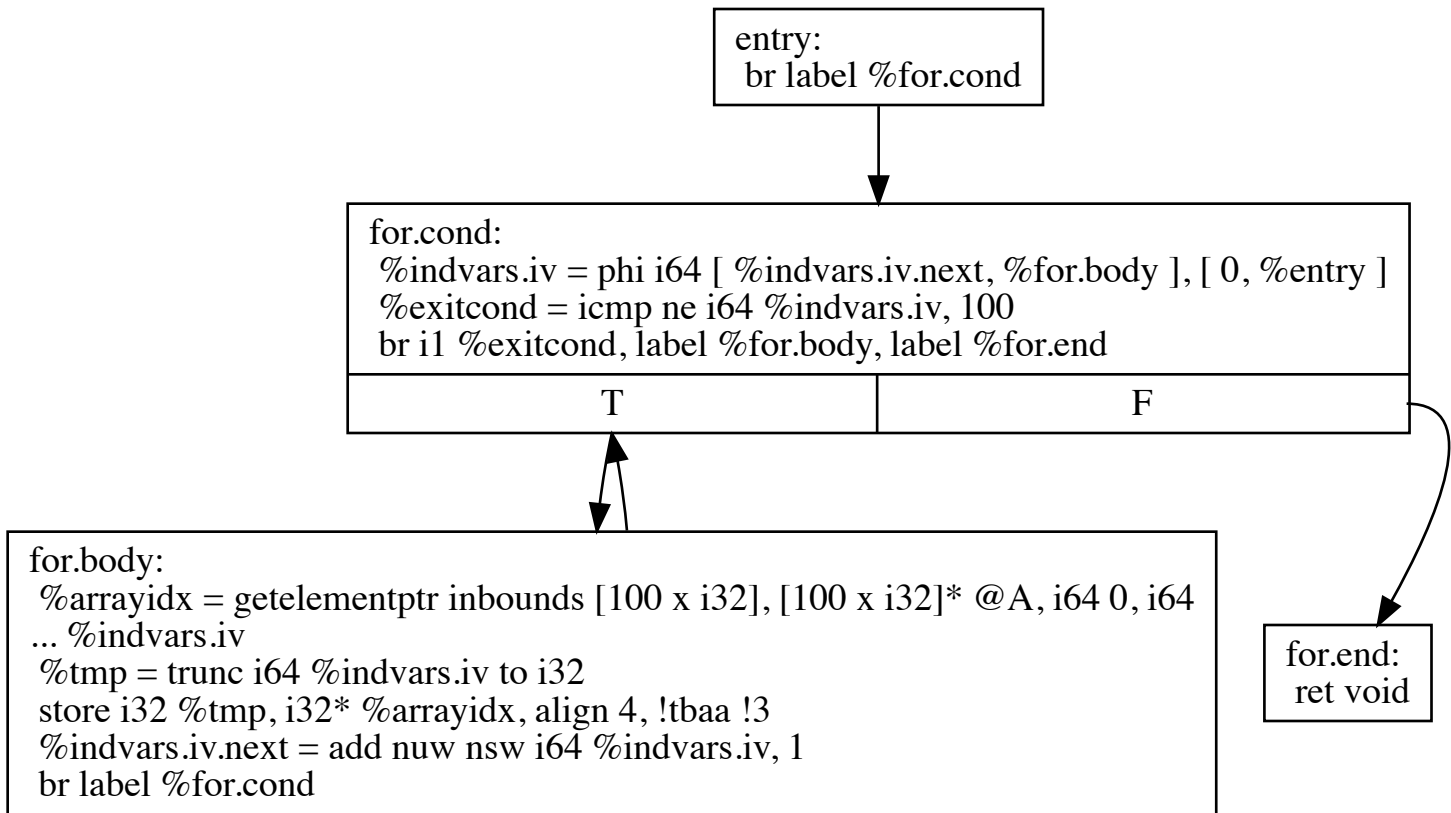 entry:
br label %for.cond
for.cond:
%indvars.iv = phi i64 [ %indvars.iv.next, %for.body ], [ 0, %entry ]
%exitcond = icmp ne i64 %indvars.iv, 100
br i1 %exitcond, label %for.body, label %for.end
T
F
for.body:
%arrayidx = getelementptr inbounds [100 x i32], [100 x i32]* @A, i64 0, i64
... %indvars.iv
%tmp = trunc i64 %indvars.iv to i32
store i32 %tmp, i32* %arrayidx, align 4, !tbaa !3
%indvars.iv.next = add nuw nsw i64 %indvars.iv, 1
br label %for.cond
for.end:
ret void